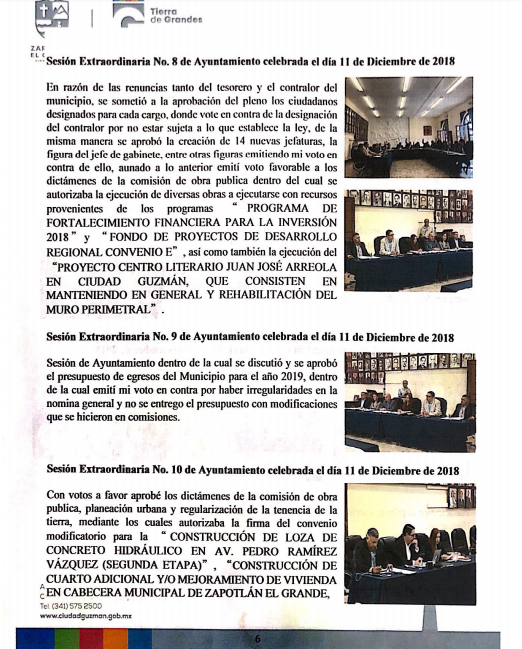 Tierra
de Grandes
ZAP
EL G
Sesión Extraordinaria No. 8 de Ayuntamiento celebrada el día 11 de Diciembre de 2018
En razón de las renuncias tanto del tesorero y el contralor del
municipio, se sometió a la aprobación del pleno los ciudadanos
designados para cada cargo, donde vote en contra de la designación
del contralor por no estar sujeta a lo que establece la ley, de la
misma manera se aprobó la creación de 14 nuevas jefaturas, la
figura del jefe de gabinete, entre otras figuras emitiendo mi voto en
contra de ello, aunado a lo anterior emití voto favorable a los
dictámenes de la comisión de obra publica dentro del cual se
autorizaba la ejecución de diversas obras a ejecutarse con recursos
provenientes de los programas “ PROGRAMA DE
FORTALECIMIENTO FINANCIERA PARA LA INVERSIÓN
2018” y “FONDO DE PROYECTOS DE DESARROLLO
REGIONAL CONVENIO E” , así como también la ejecución del
“PROYECTO CENTRO LITERARIO JUAN JOSÉ ARREOLA
EN CIUDAD GUZMÁN, QUE CONSISTEN EN
MANTENIENDO EN GENERAL Y REHABILITACIÓN DEL
MURO PERIMETRAL” .
Sesión Extraordinaria No. 9 de Ayuntamiento celebrada el día 11 de Diciembre de 2018
Sesión de Ayuntamiento dentro de la cual se discutió y se aprobó
el presupuesto de egresos del Municipio para el año 2019, dentro
de la cual emití mi voto en contra por haber irregularidades en la
nomina general y no se entrego el presupuesto con modificaciones
que se hicieron en comisiones.
Sesión Extraordinaria No. 10 de Ayuntamiento celebrada el día 11 de Diciembre de 2018
Con votos a favor aprobé los dictámenes de la comisión de obra
publica, planeación urbana y regularización de la tenencia de la
tierra, mediante los cuales autorizaba la firma del convenio
modificatorio para la “CONSTRUCCIÓN DE LOZA DE
CONCRETO HIDRÁULICO EN AV. PEDRO RAMÍREZ
VÁZQUEZ (SEGUNDA ETAPA)” , “CONSTRUCCIÓN DE
CUARTO ADICIONAL Y/O MEJORAMIENTO DE VIVIENDA
EN CABECERA MUNICIPAL DE ZAPOTLÁN EL GRANDE,
Tel. (341) 575 2500
www.ciudadguzman.gob.mx
6